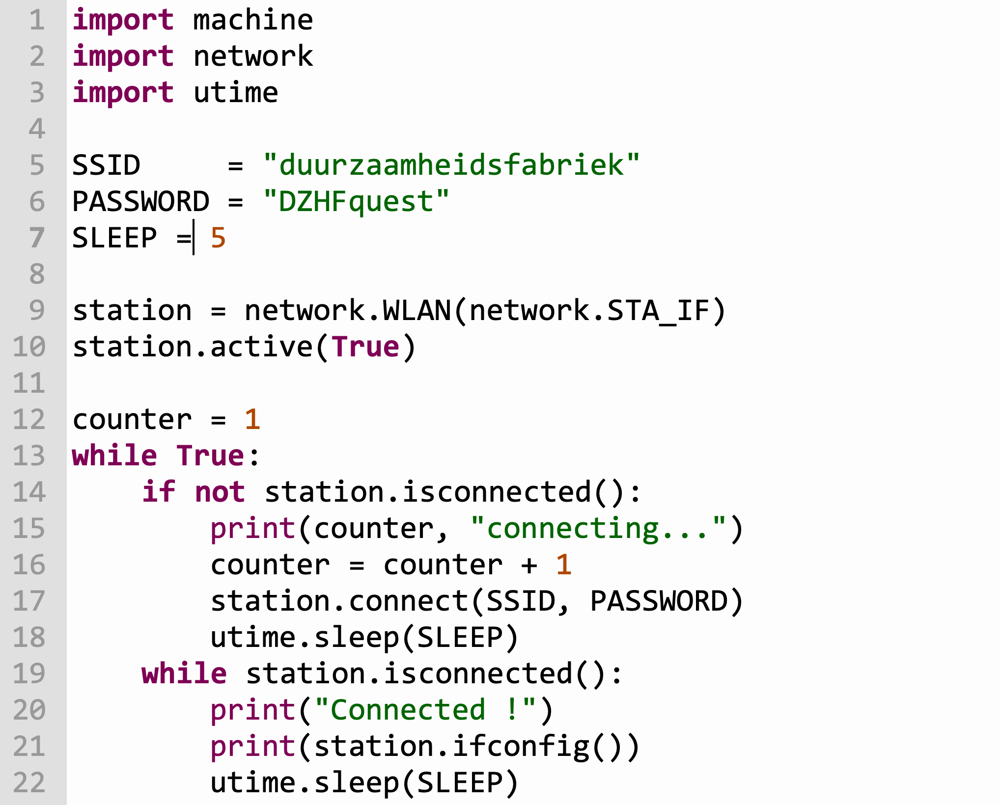 1 import machine
2 import network
3 import utime
4
5 SSID     = "duurzaamheidsfabriek"
6 PASSWORD = "DZHFquest"
7 SLEEP = 5
8
9 station = network.WLAN(network.STA_IF)
10 station.active(True)
11
12 counter = 1
13 while True:
14     if not station.isconnected():
15         print(counter, "connecting...")
16         counter = counter + 1
17         station.connect(SSID, PASSWORD)
18         utime.sleep(SLEEP)
19     while station.isconnected():
20         print("Connected !")
21         print(station.ifconfig())
22         utime.sleep(SLEEP)